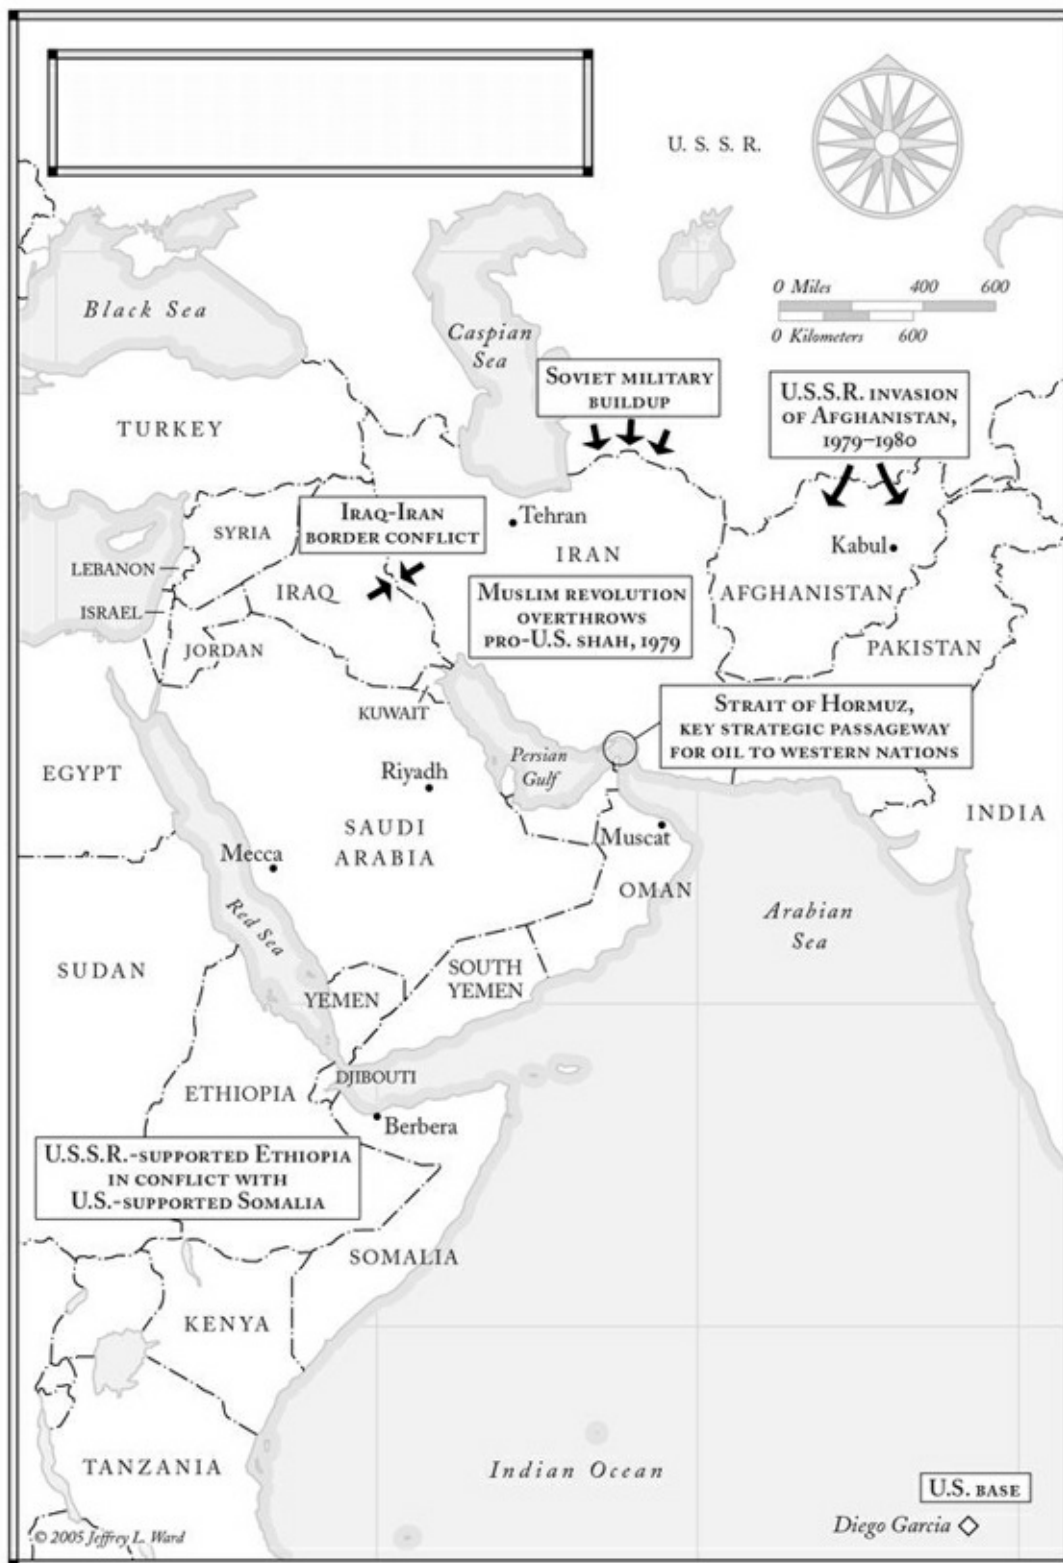 U. S. S. R.
0 Miles 400 600
0 Kilometers 600
Black Sea
Caspian
Sea
SOVIET MILITARY
BUILDUP
U.S.S.R. INVASION
OF AFGHANISTAN,
1979–1980
TURKEY
IRAQ-IRAN
BORDER CONFLICT
Tehran
SYRIA
IRAN
Kabul
LEBANON
IRAQ
AFGHANISTAN
ISRAEL
MUSLIM REVOLUTION
OVERTHROWS
PRO-U.S. SHAH, 1979
JORDAN
PAKISTAN
KUWAIT
STRAIT OF HORMUZ,
KEY STRATEGIC PASSAGEWAY
FOR OIL TO WESTERN NATIONS
Persian
Gulf
EGYPT
Riyadh
INDIA
SAUDI
ARABIA
Muscat
Mecca
OMAN
Red Sea
Arabian
Sea
SUDAN
SOUTH
YEMEN
YEMEN
DJIBOUTI
ETHIOPIA
Berbera
U.S.S.R.-SUPPORTED ETHIOPIA
IN CONFLICT WITH
U.S.-SUPPORTED SOMALIA
SOMALIA
KENYA
TANZANIA
Indian Ocean
U.S. BASE
Diego Garcia
© 2005 Jeffrey L. Ward